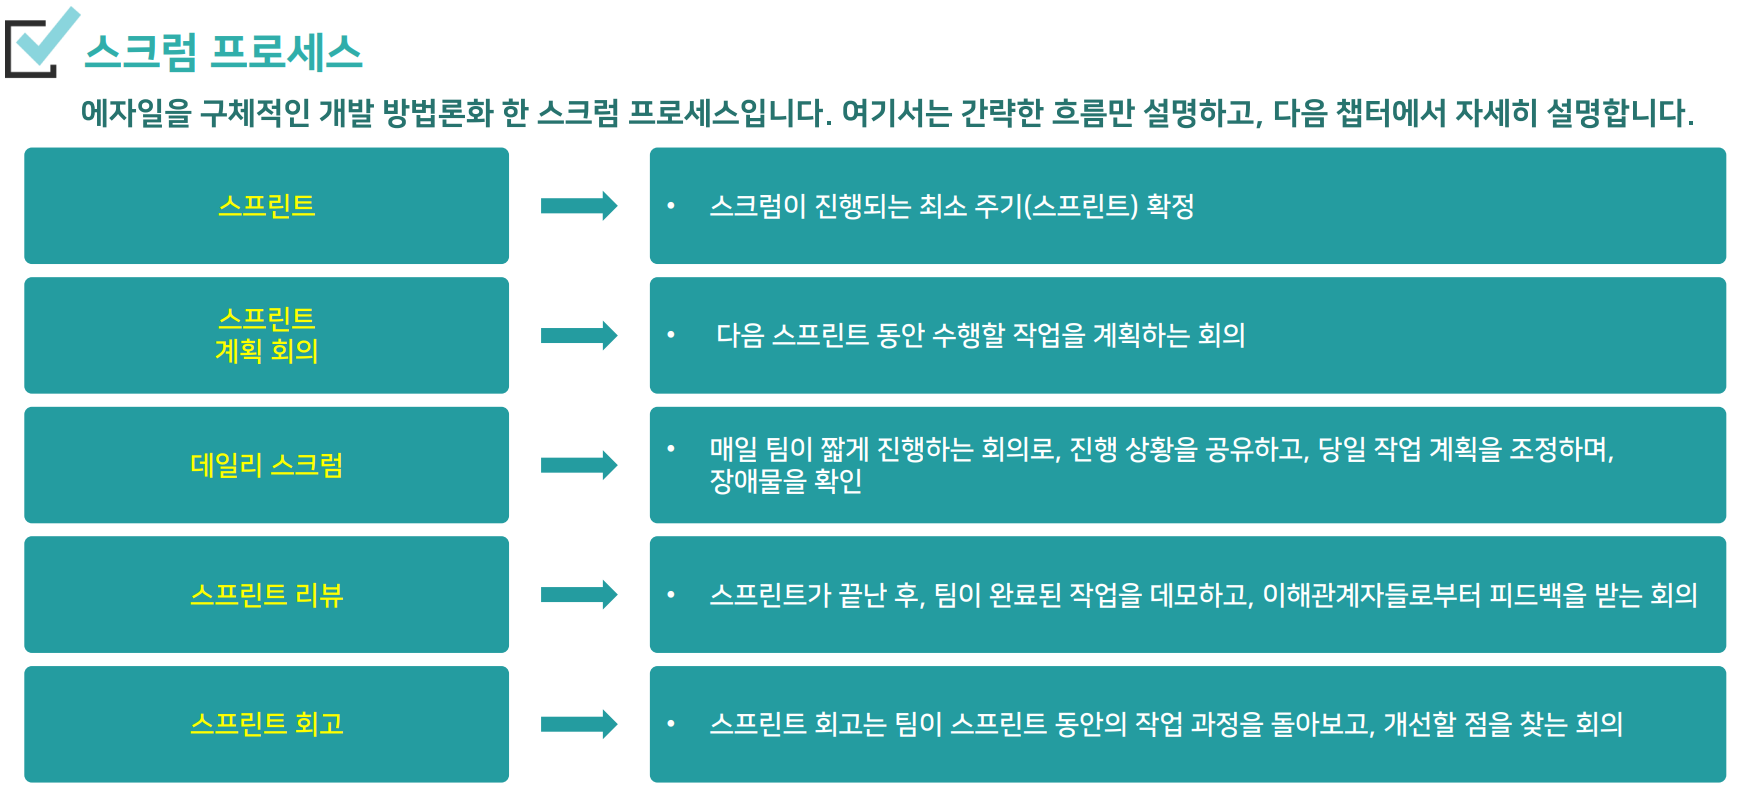 스크럼 프로세스
에자일을 구체적인 개발 방법론화 한 스크럼 프로세스입니다. 여기서는 간략한 흐름만 설명하고, 다음 챕터에서 자세히 설명합니다.
스프린트
• 스크럼이 진행되는 최소 주기(스프린트) 확정
스프린트
계획 회의
• 다음 스프린트 동안 수행할 작업을 계획하는 회의
데일리 스크럼
• 매일 팀이 짧게 진행하는 회의로, 진행 상황을 공유하고, 당일 작업 계획을 조정하며,
장애물을 확인
스프린트 리뷰
• 스프린트가 끝난 후, 팀이 완료된 작업을 데모하고, 이해관계자들로부터 피드백을 받는 회의
스프린트 회고
• 스프린트 회고는 팀이 스프린트 동안의 작업 과정을 돌아보고, 개선할 점을 찾는 회의